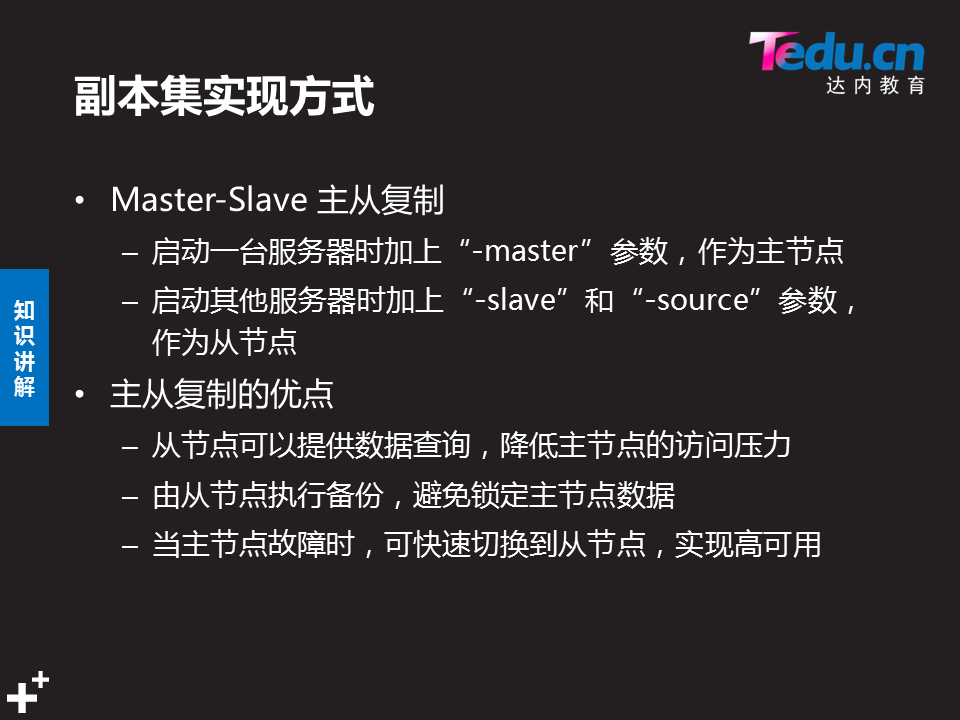 Tedu.cn
达内教育
副本集实现方式
• Master-Slave 主从复制
– 启动一台服务器时加上“-master”参数，作为主节点
– 启动其他服务器时加上“-slave”和“-source”参数，
作为从节点
• 主从复制的优点
– 从节点可以提供数据查询，降低主节点的访问压力
– 由从节点执行备份，避免锁定主节点数据
– 当主节点故障时，可快速切换到从节点，实现高可用
知
识
讲
解